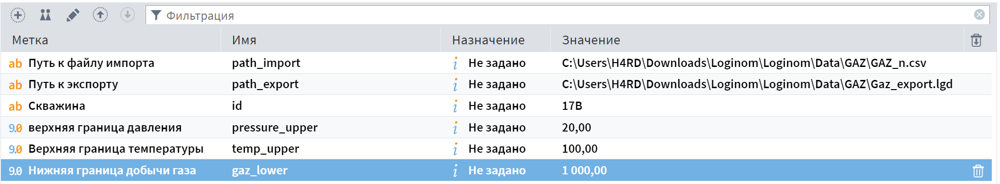 Фильтрация
Метка Имя Назначение Значение
ab Путь к файлу импорта path_import i Не задано C:\Users\H4RD\Downloads\Loginom\Loginom\Data\GAZ\GAZ_n.csv
ab Путь к экспорту path_export i Не задано C:\Users\H4RD\Downloads\Loginom\Loginom\Data\GAZ\Gaz_export.lgd
ab Скважина id i Не задано 17B
9.0 верхняя граница давления pressure_upper i Не задано 20,00
9.0 Верхняя граница температуры temp_upper i Не задано 100,00
9.0 Нижняя граница добычи газа gaz_lower i Не задано 1 000,00